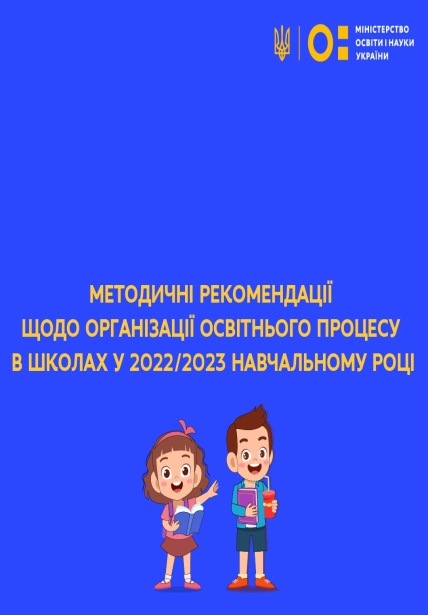 МІНІСТЕРСТВО
ОСВІТИ І НАУКИ
УКРАЇНИ
МЕТОДИЧНІ РЕКОМЕНДАЦІЇ
ЩОДО ОРГАНІЗАЦІЇ ОСВІТНЬОГО ПРОЦЕСУ
В ШКОЛАХ У 2022/2023 НАВЧАЛЬНОМУ РОЦІ